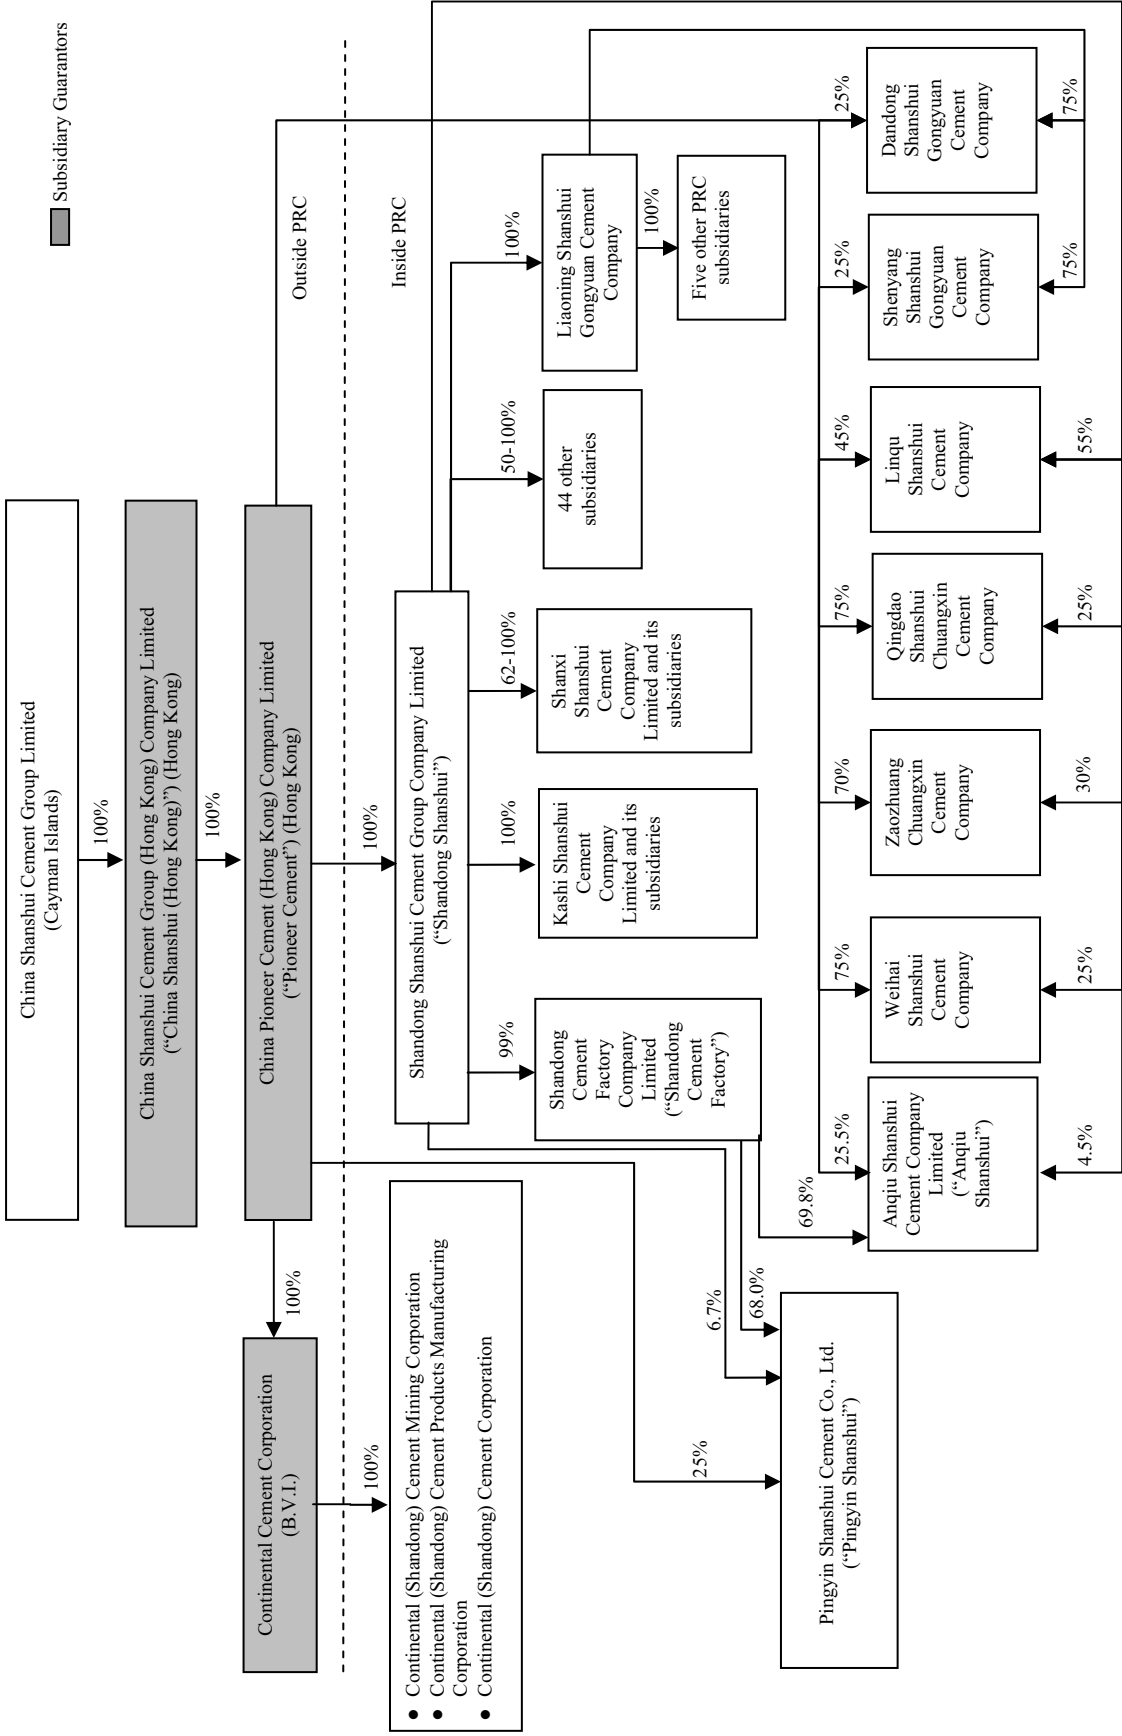 Subsidiary Guarantors
China Shanshui Cement Group Limited
(Cayman Islands)
100%
China Shanshui Cement Group (Hong Kong) Company Limited
(“China Shanshui (Hong Kong)”) (Hong Kong)
100%
Continental Cement Corporation
(B.V.I.)
100%
China Pioneer Cement (Hong Kong) Company Limited
(“Pioneer Cement”) (Hong Kong)
Outside PRC
Inside PRC
100%
100%
● Continental (Shandong) Cement Mining Corporation
● Continental (Shandong) Cement Products Manufacturing
Corporation
● Continental (Shandong) Cement Corporation
Shandong Shanshui Cement Group Company Limited
(“Shandong Shanshui”)
99%
100%
62-100%
50-100%
100%
Shandong
Cement
Factory
Company
Limited
(“Shandong
Cement
Factory”)
Kashi Shanshui
Cement
Company
Limited and its
subsidiaries
Shanxi
Shanshui
Cement
Company
Limited and its
subsidiaries
44 other
subsidiaries
Liaoning Shanshui
Gongyuan Cement
Company
100%
Five other PRC
subsidiaries
25%
6.7%
68.0%
69.8%
Pingyin Shanshui Cement Co., Ltd.
(“Pingyin Shanshui”)
25.5%
75%
70%
75%
45%
25%
25%
Anqiu Shanshui
Cement Company
Limited
(“Anqiu
Shanshui”)
Weihai
Shanshui
Cement
Company
Zaozhuang
Chuangxin
Cement
Company
Qingdao
Shanshui
Chuangxin
Cement
Company
Linqu
Shanshui
Cement
Company
Shenyang
Shanshui
Gongyuan
Cement
Company
Dandong
Shanshui
Gongyuan
Cement
Company
4.5%
25%
30%
25%
55%
75%
75%